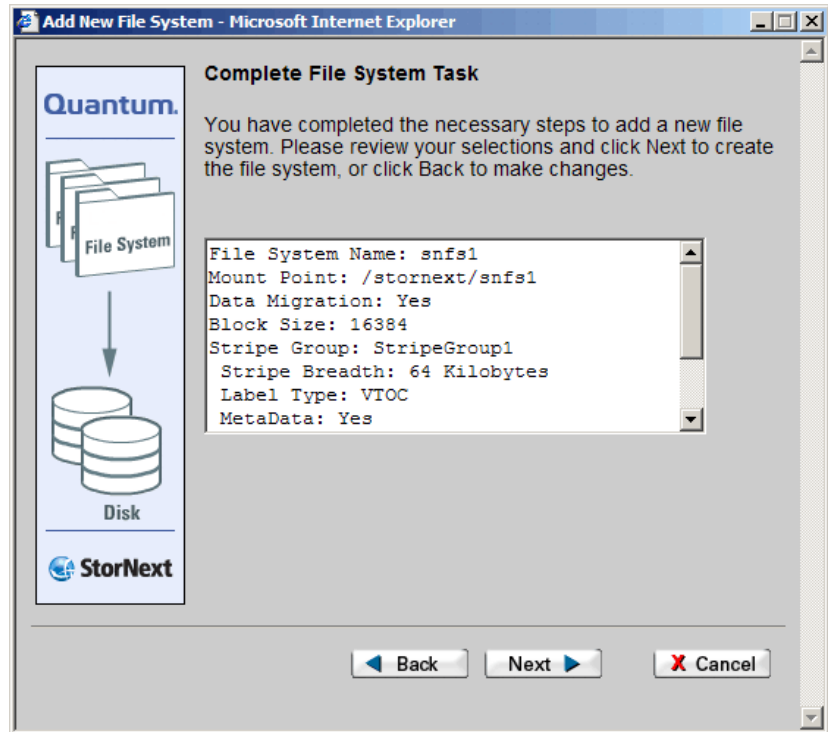 Add New File System - Microsoft Internet Explorer
Quantum.
File System
Disk
StorNext
Complete File System Task
You have completed the necessary steps to add a new file
system. Please review your selections and click Next to create
the file system, or click Back to make changes.
File System Name: snfs1
Mount Point: /stornext/snfs1
Data Migration: Yes
Block Size: 16384
Stripe Group: StripeGroup1
Stripe Breadth: 64 Kilobytes
Label Type: VTOC
MetaData: Yes
Back
Next
X Cancel